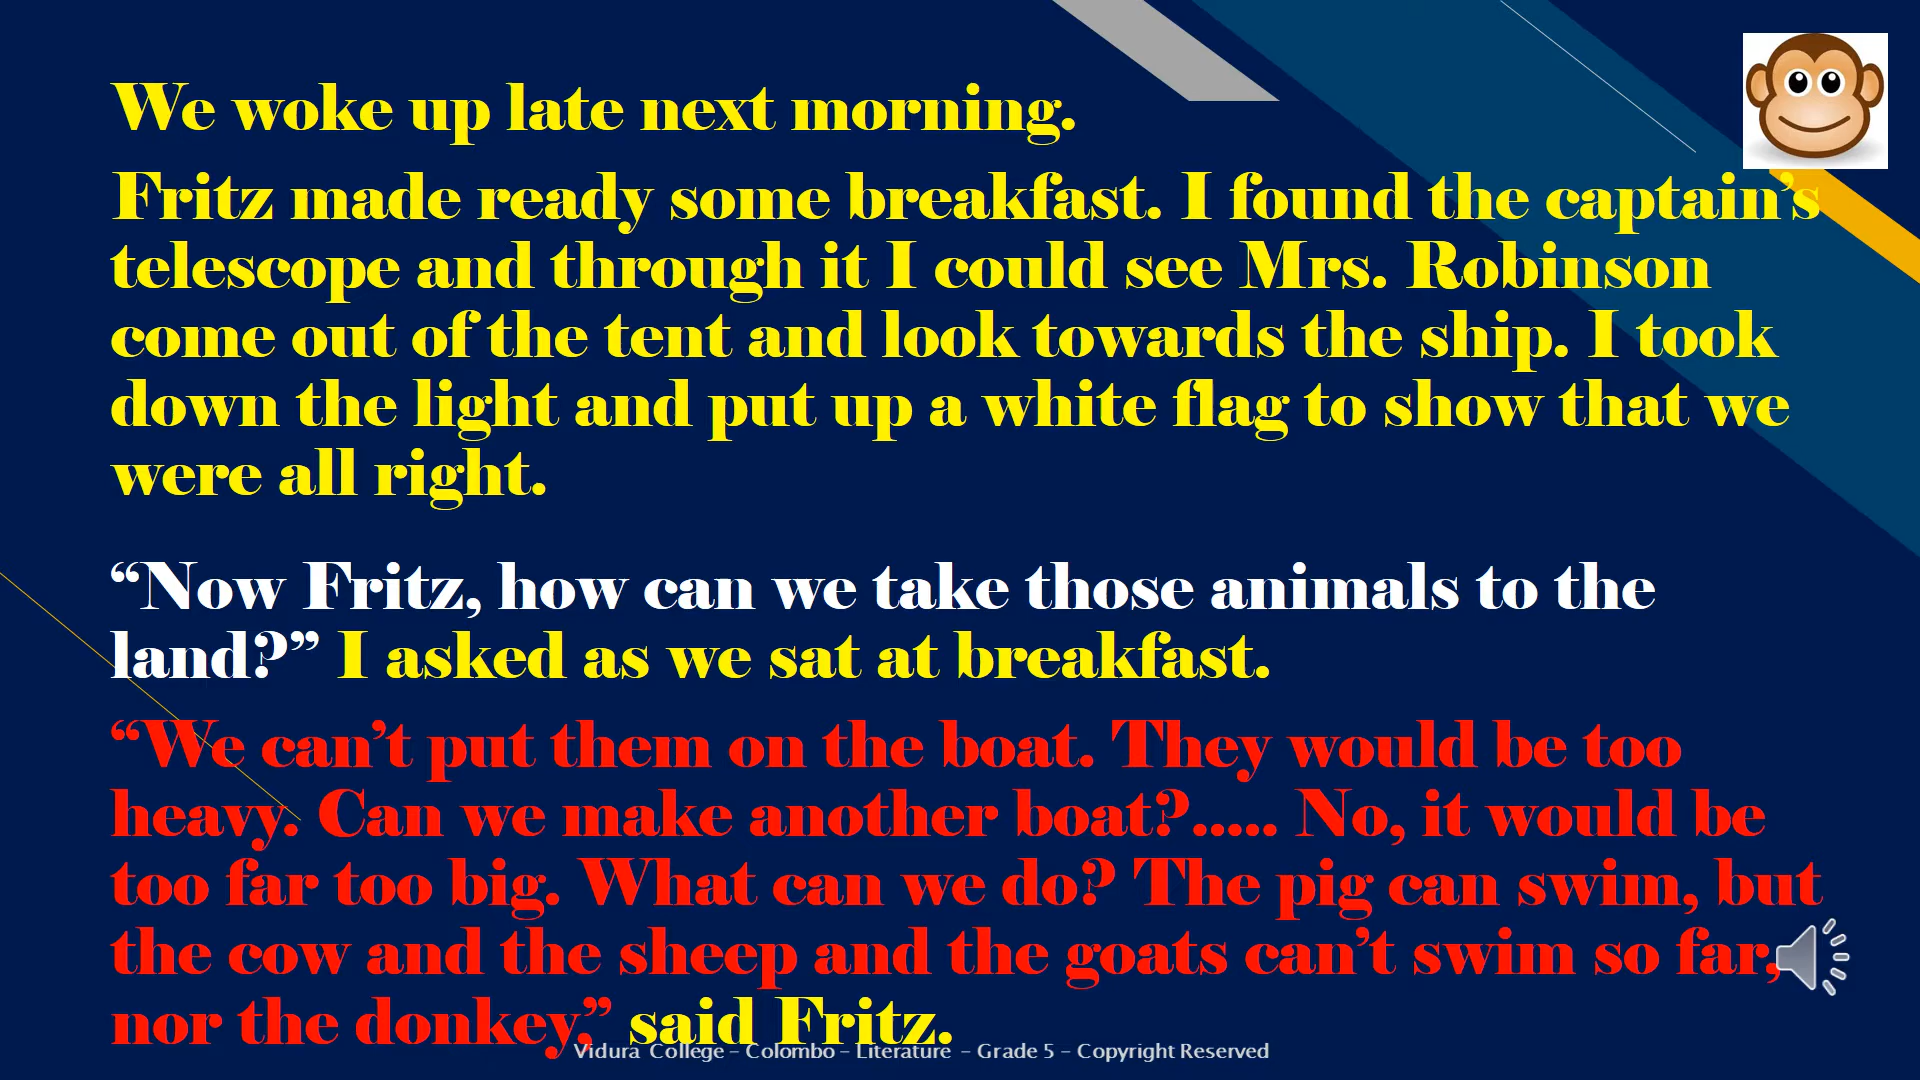 We woke up late next morning.
Fritz made ready some breakfast. I found the captain’s
telescope and through it I could see Mrs. Robinson
come out of the tent and look towards the ship. I took
down the light and put up a white flag to show that we
were all right.
“Now Fritz, how can we take those animals to the
land?” I asked as we sat at breakfast.
“We can’t put them on the boat. They would be too
heavy. Can we make another boat?..... No, it would be
too far too big. What can we do? The pig can swim, but
the cow and the sheep and the goats can’t swim so far,
nor the donkey.” said Fritz.
Vidura College – Colombo – Literature – Grade 5 – Copyright Reserved